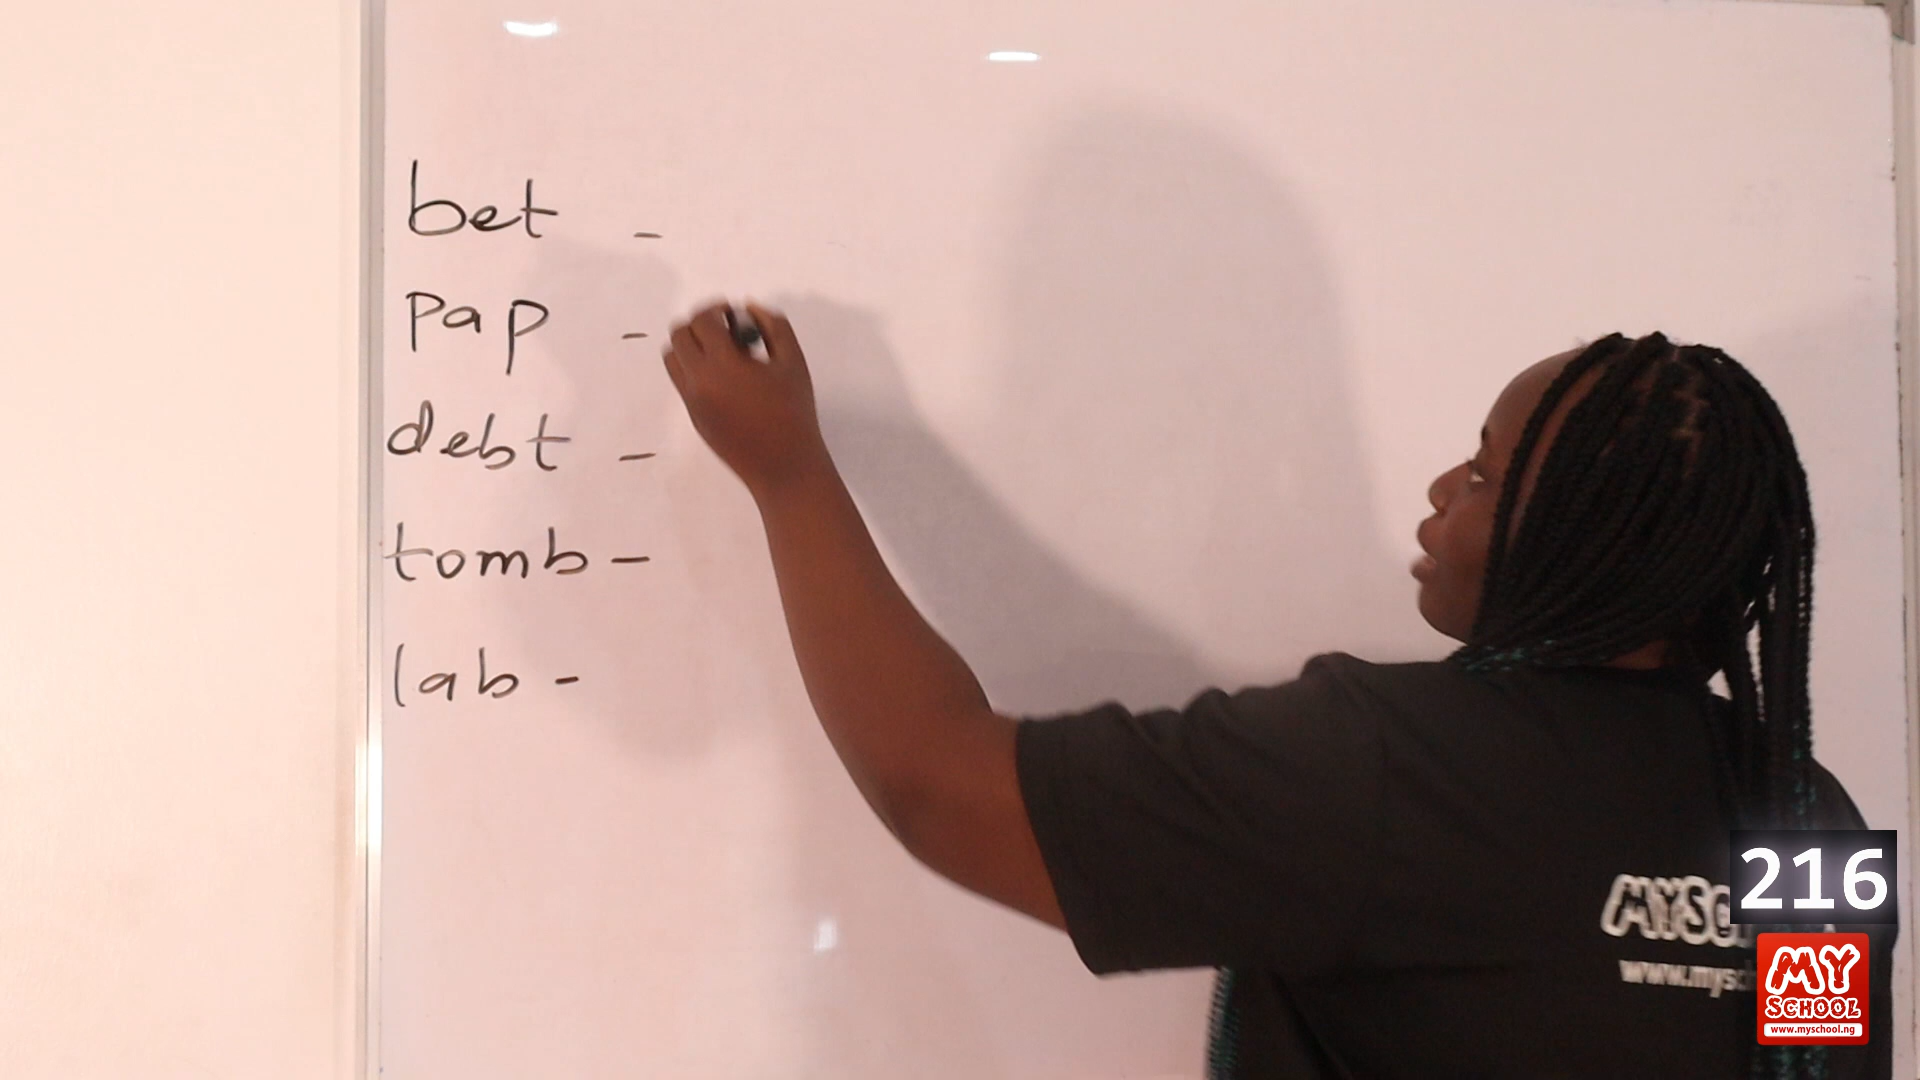 bet -
pap -
debt -
tomb -
lab -
216
MY
SCHOOL
www.myschool.ng